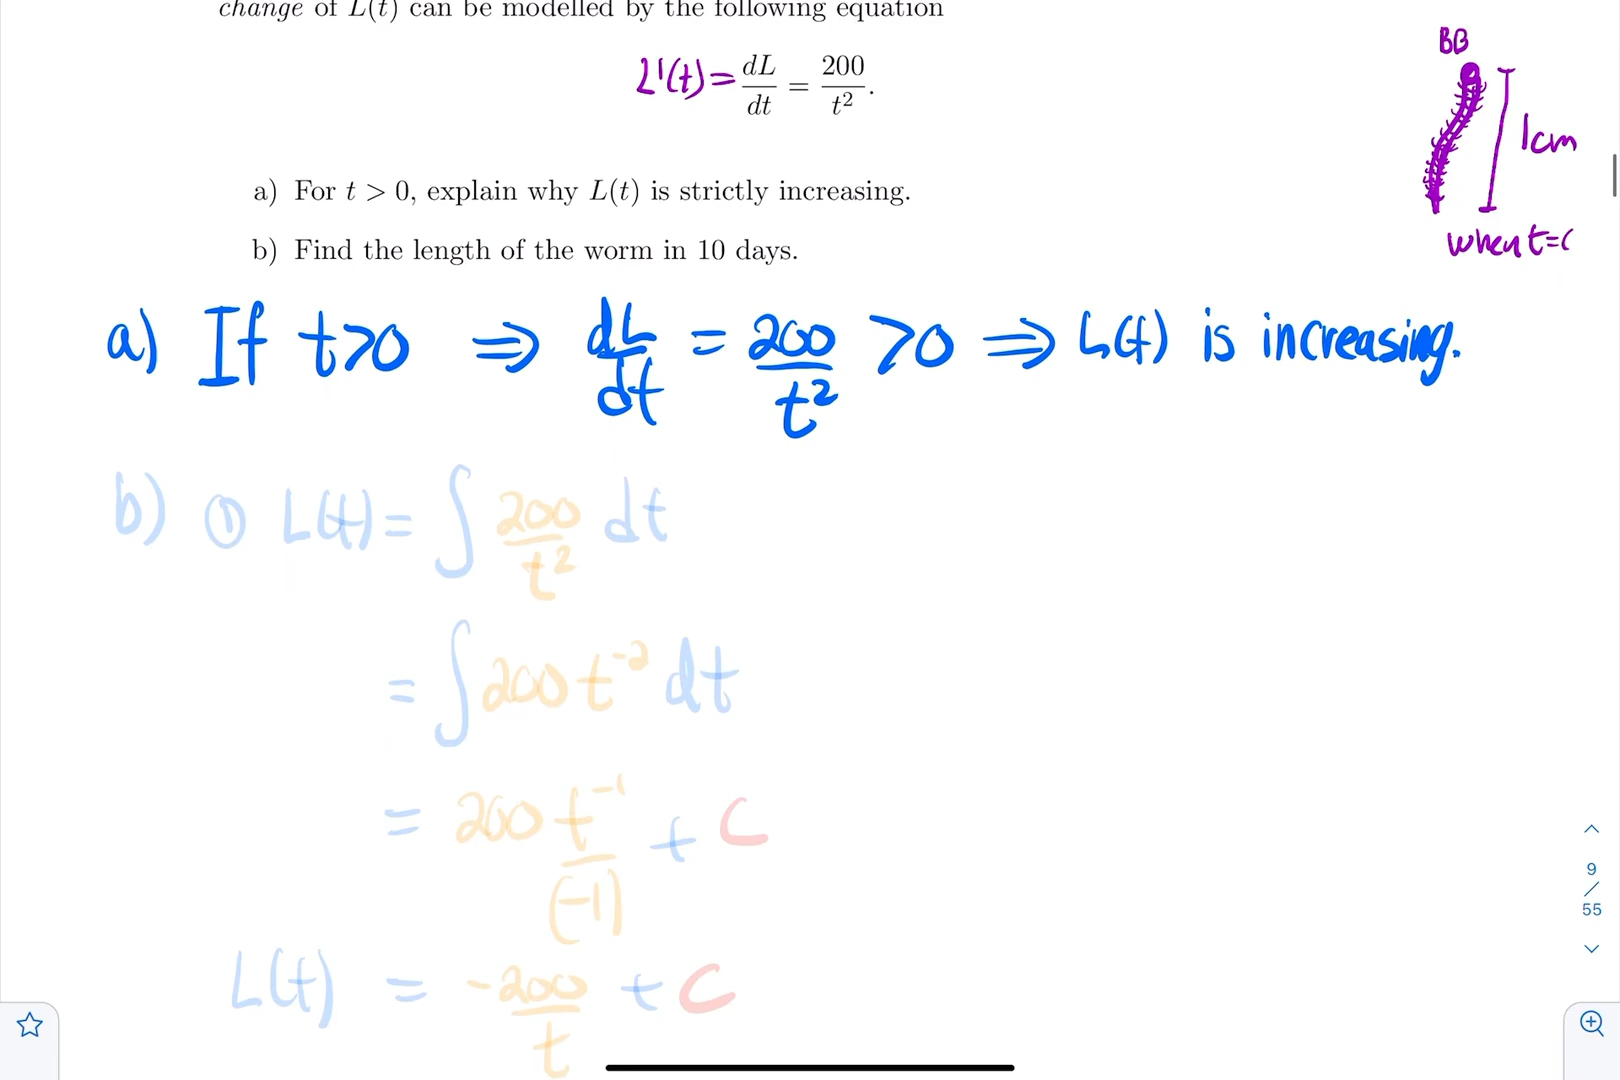 change of L(t) can be modelled by the following equation
BB
L'(t) = dL/dt = 200/t².
1cm
a) For t > 0, explain why L(t) is strictly increasing.
when t=
b) Find the length of the worm in 10 days.
a) If t>0 ⇒ dL/dt = 200/t² >0 ⇒ L(t) is increasing.
b) ① L(t) = ∫ 200/t² dt
= ∫ 200 t⁻² dt
= 200 t⁻¹/(-1) + C
L(t) = -200/t + C
9
/
55